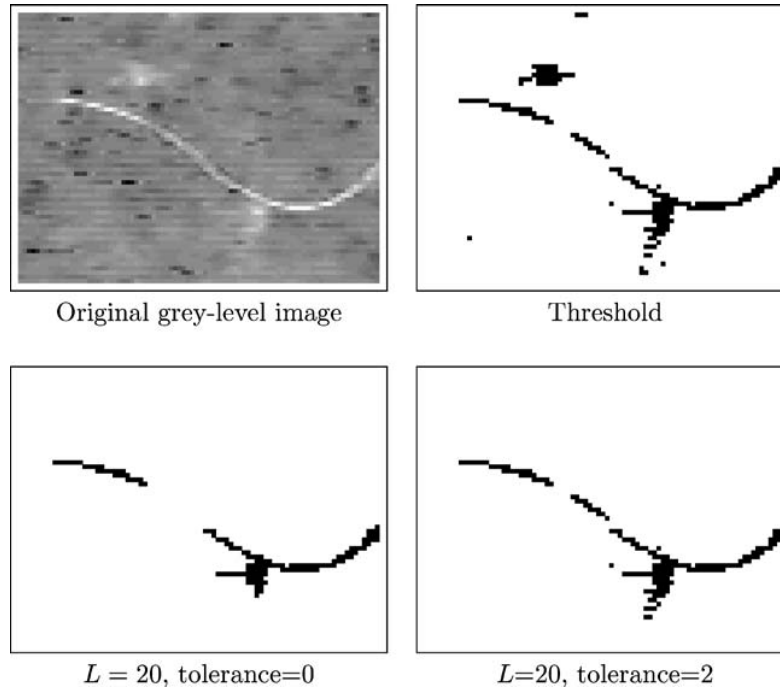 Original grey-level image
Threshold
L = 20, tolerance=0
L=20, tolerance=2